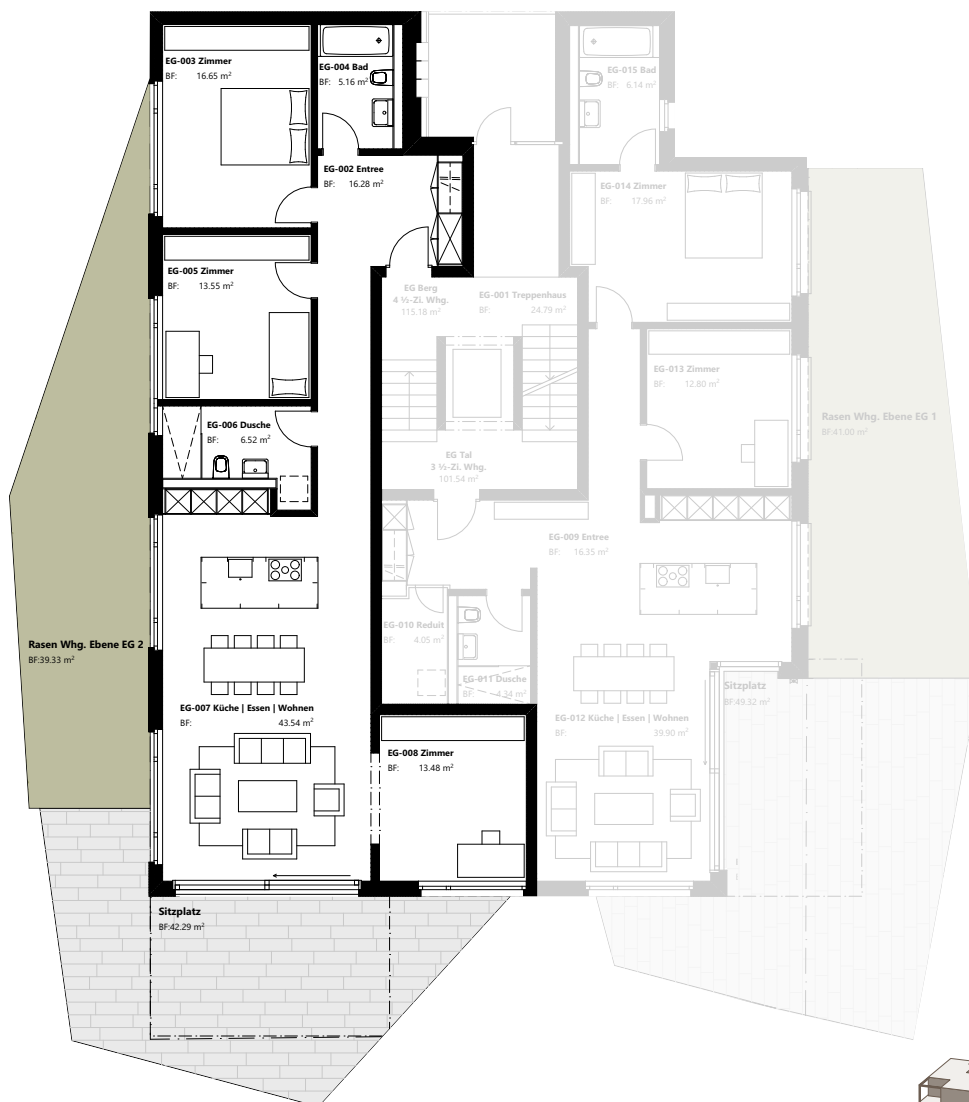 EG-003 Zimmer
BF: 16.65 m²
EG-004 Bad
BF: 5.16 m²
EG-015 Bad
BF: 6.14 m²
EG-002 Entree
BF: 16.28 m²
EG-014 Zimmer
BF: 17.96 m²
EG-005 Zimmer
BF: 13.55 m²
EG Berg
4 ½-Zi. Whg.
115.18 m²
EG-001 Treppenhaus
BF: 24.79 m²
EG-013 Zimmer
BF: 12.80 m²
Rasen Whg. Ebene EG 1
BF:41.00 m²
EG-006 Dusche
BF: 6.52 m²
EG Tal
3 ½-Zi. Whg.
101.54 m²
EG-009 Entree
BF: 16.35 m²
EG-010 Reduit
BF: 4.05 m²
Rasen Whg. Ebene EG 2
BF:39.33 m²
EG-011 Dusche
BF: 4.34 m²
Sitzplatz
BF:49.32 m²
EG-007 Küche | Essen | Wohnen
BF: 43.54 m²
EG-012 Küche | Essen | Wohnen
BF: 39.90 m²
EG-008 Zimmer
BF: 13.48 m²
Sitzplatz
BF:42.29 m²